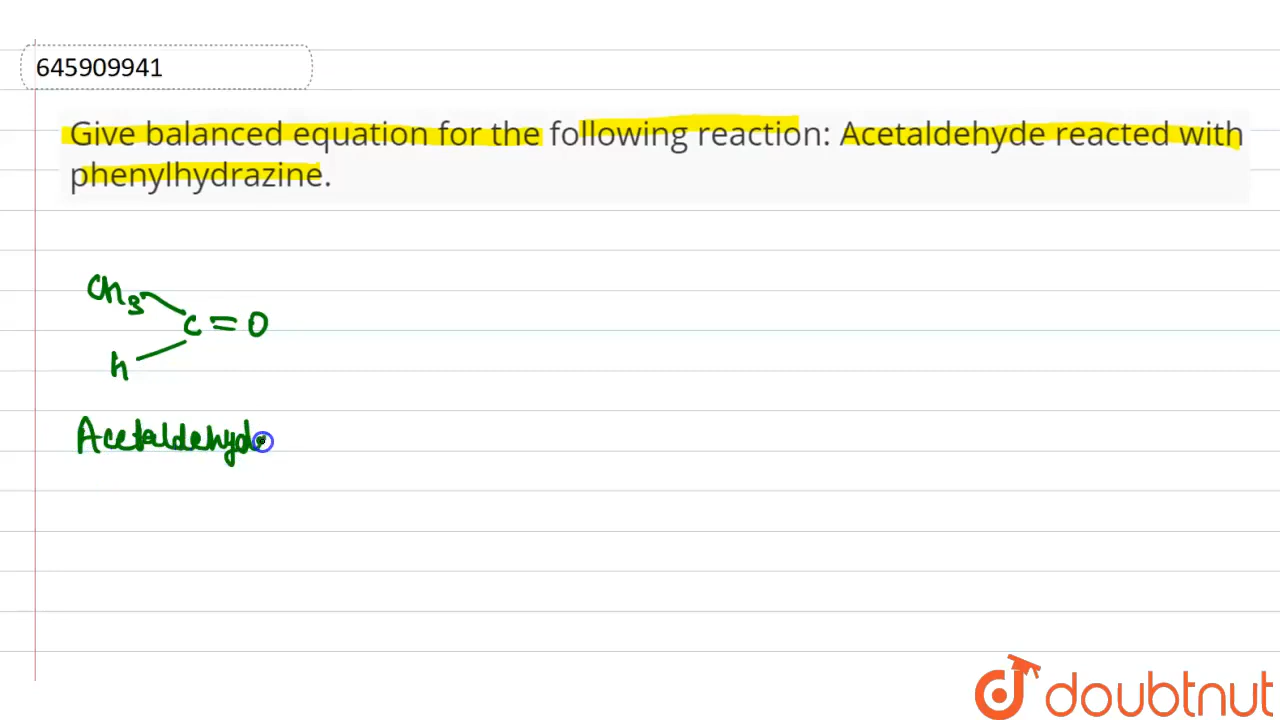 645909941
Give balanced equation for the following reaction: Acetaldehyde reacted with
phenylhydrazine.
CH3
C = O
H
Acetaldehyde
doubtnut